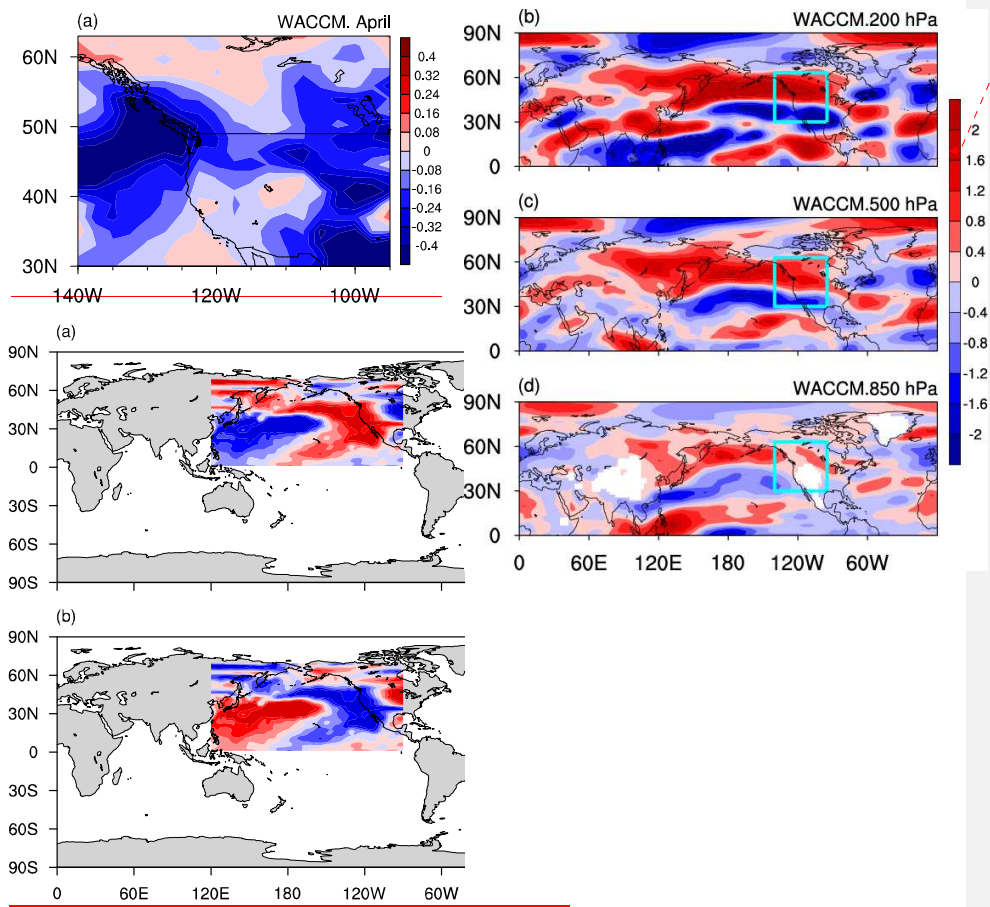 (a) WACCM. April
60N
50N
40N
30N
140W 120W 100W
0.4
0.32
0.24
0.16
0.08
0
-0.08
-0.16
-0.24
-0.32
-0.4
(b) WACCM.200 hPa
90N
60N
30N
0
(c) WACCM.500 hPa
90N
60N
30N
0
(d) WACCM.850 hPa
90N
60N
30N
0
0 60E 120E 180 120W 60W
2
1.6
1.2
0.8
0.4
0
-0.4
-0.8
-1.2
-1.6
-2
(a)
90N
60N
30N
0
30S
60S
90S
(b)
90N
60N
30N
0
30S
60S
90S
0 60E 120E 180 120W 60W